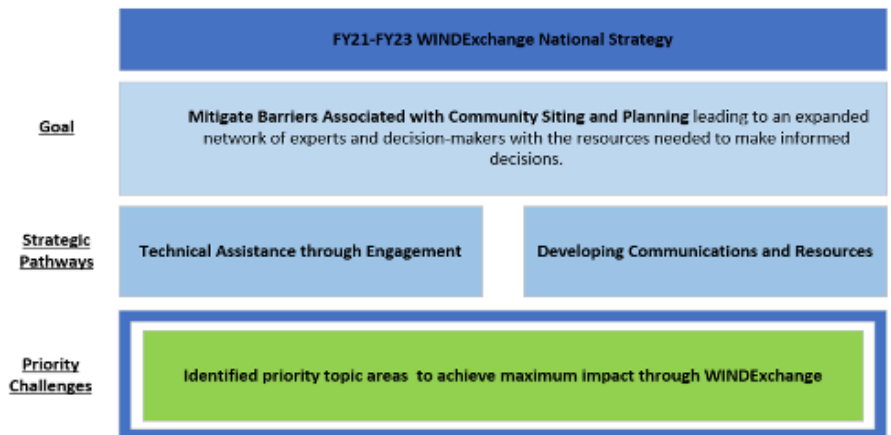 FY21-FY23 WINDExchange National Strategy
Goal
Mitigate Barriers Associated with Community Siting and Planning leading to an expanded
network of experts and decision-makers with the resources needed to make informed
decisions.
Strategic
Pathways
Technical Assistance through Engagement
Developing Communications and Resources
Priority
Challenges
Identified priority topic areas to achieve maximum impact through WINDExchange